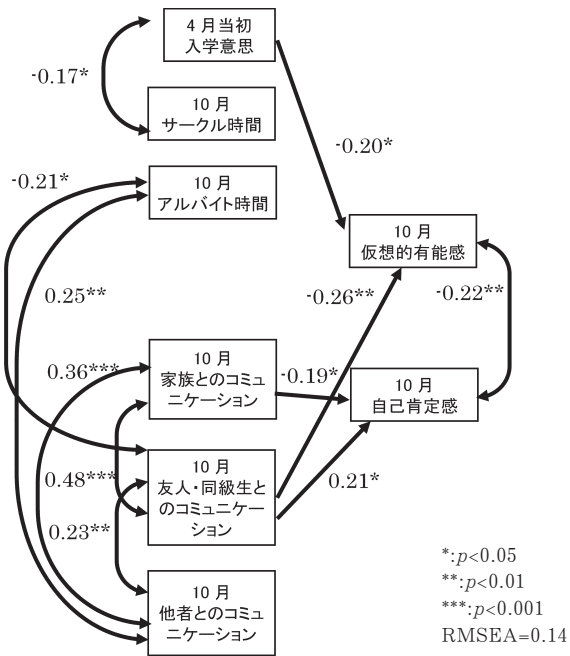 4月当初
入学意思
-0.17*
10月
サークル時間
-0.20*
-0.21*
10月
アルバイト時間
10月
仮想的有能感
0.25**
-0.26**
-0.22**
10月
家族とのコミュ
ニケーション
0.36***
-0.19*
10月
自己肯定感
10月
友人・同級生と
のコミュニケー
ション
0.48***
0.21*
0.23**
10月
他者とのコミュ
ニケーション
*:p<0.05
**:p<0.01
***:p<0.001
RMSEA=0.14